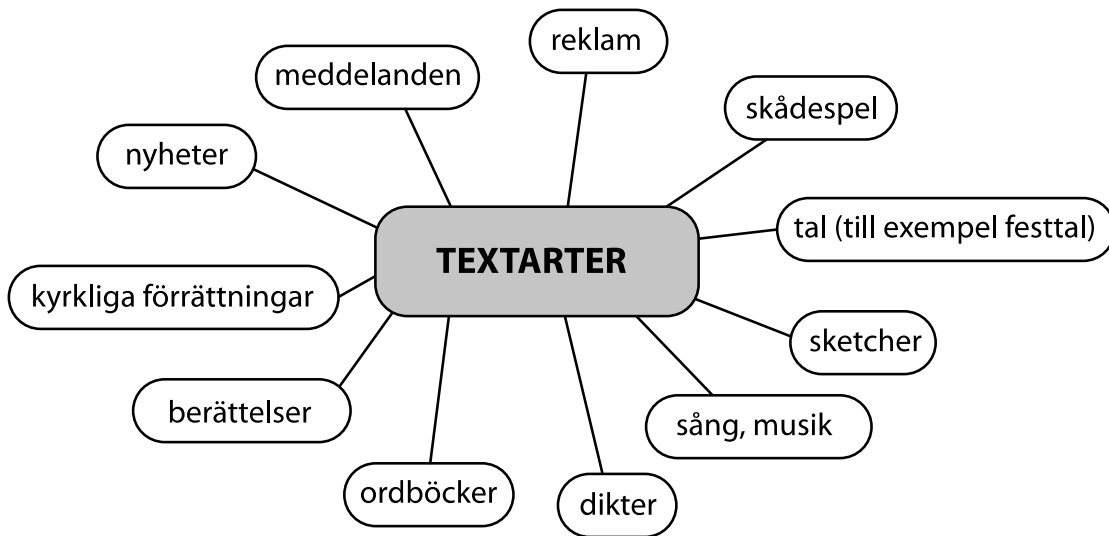 reklam
meddelanden
skådespel
nyheter
tal (till exempel festtal)
TEXTARTER
kyrkliga förrättningar
sketcher
berättelser
sång, musik
ordböcker
dikter